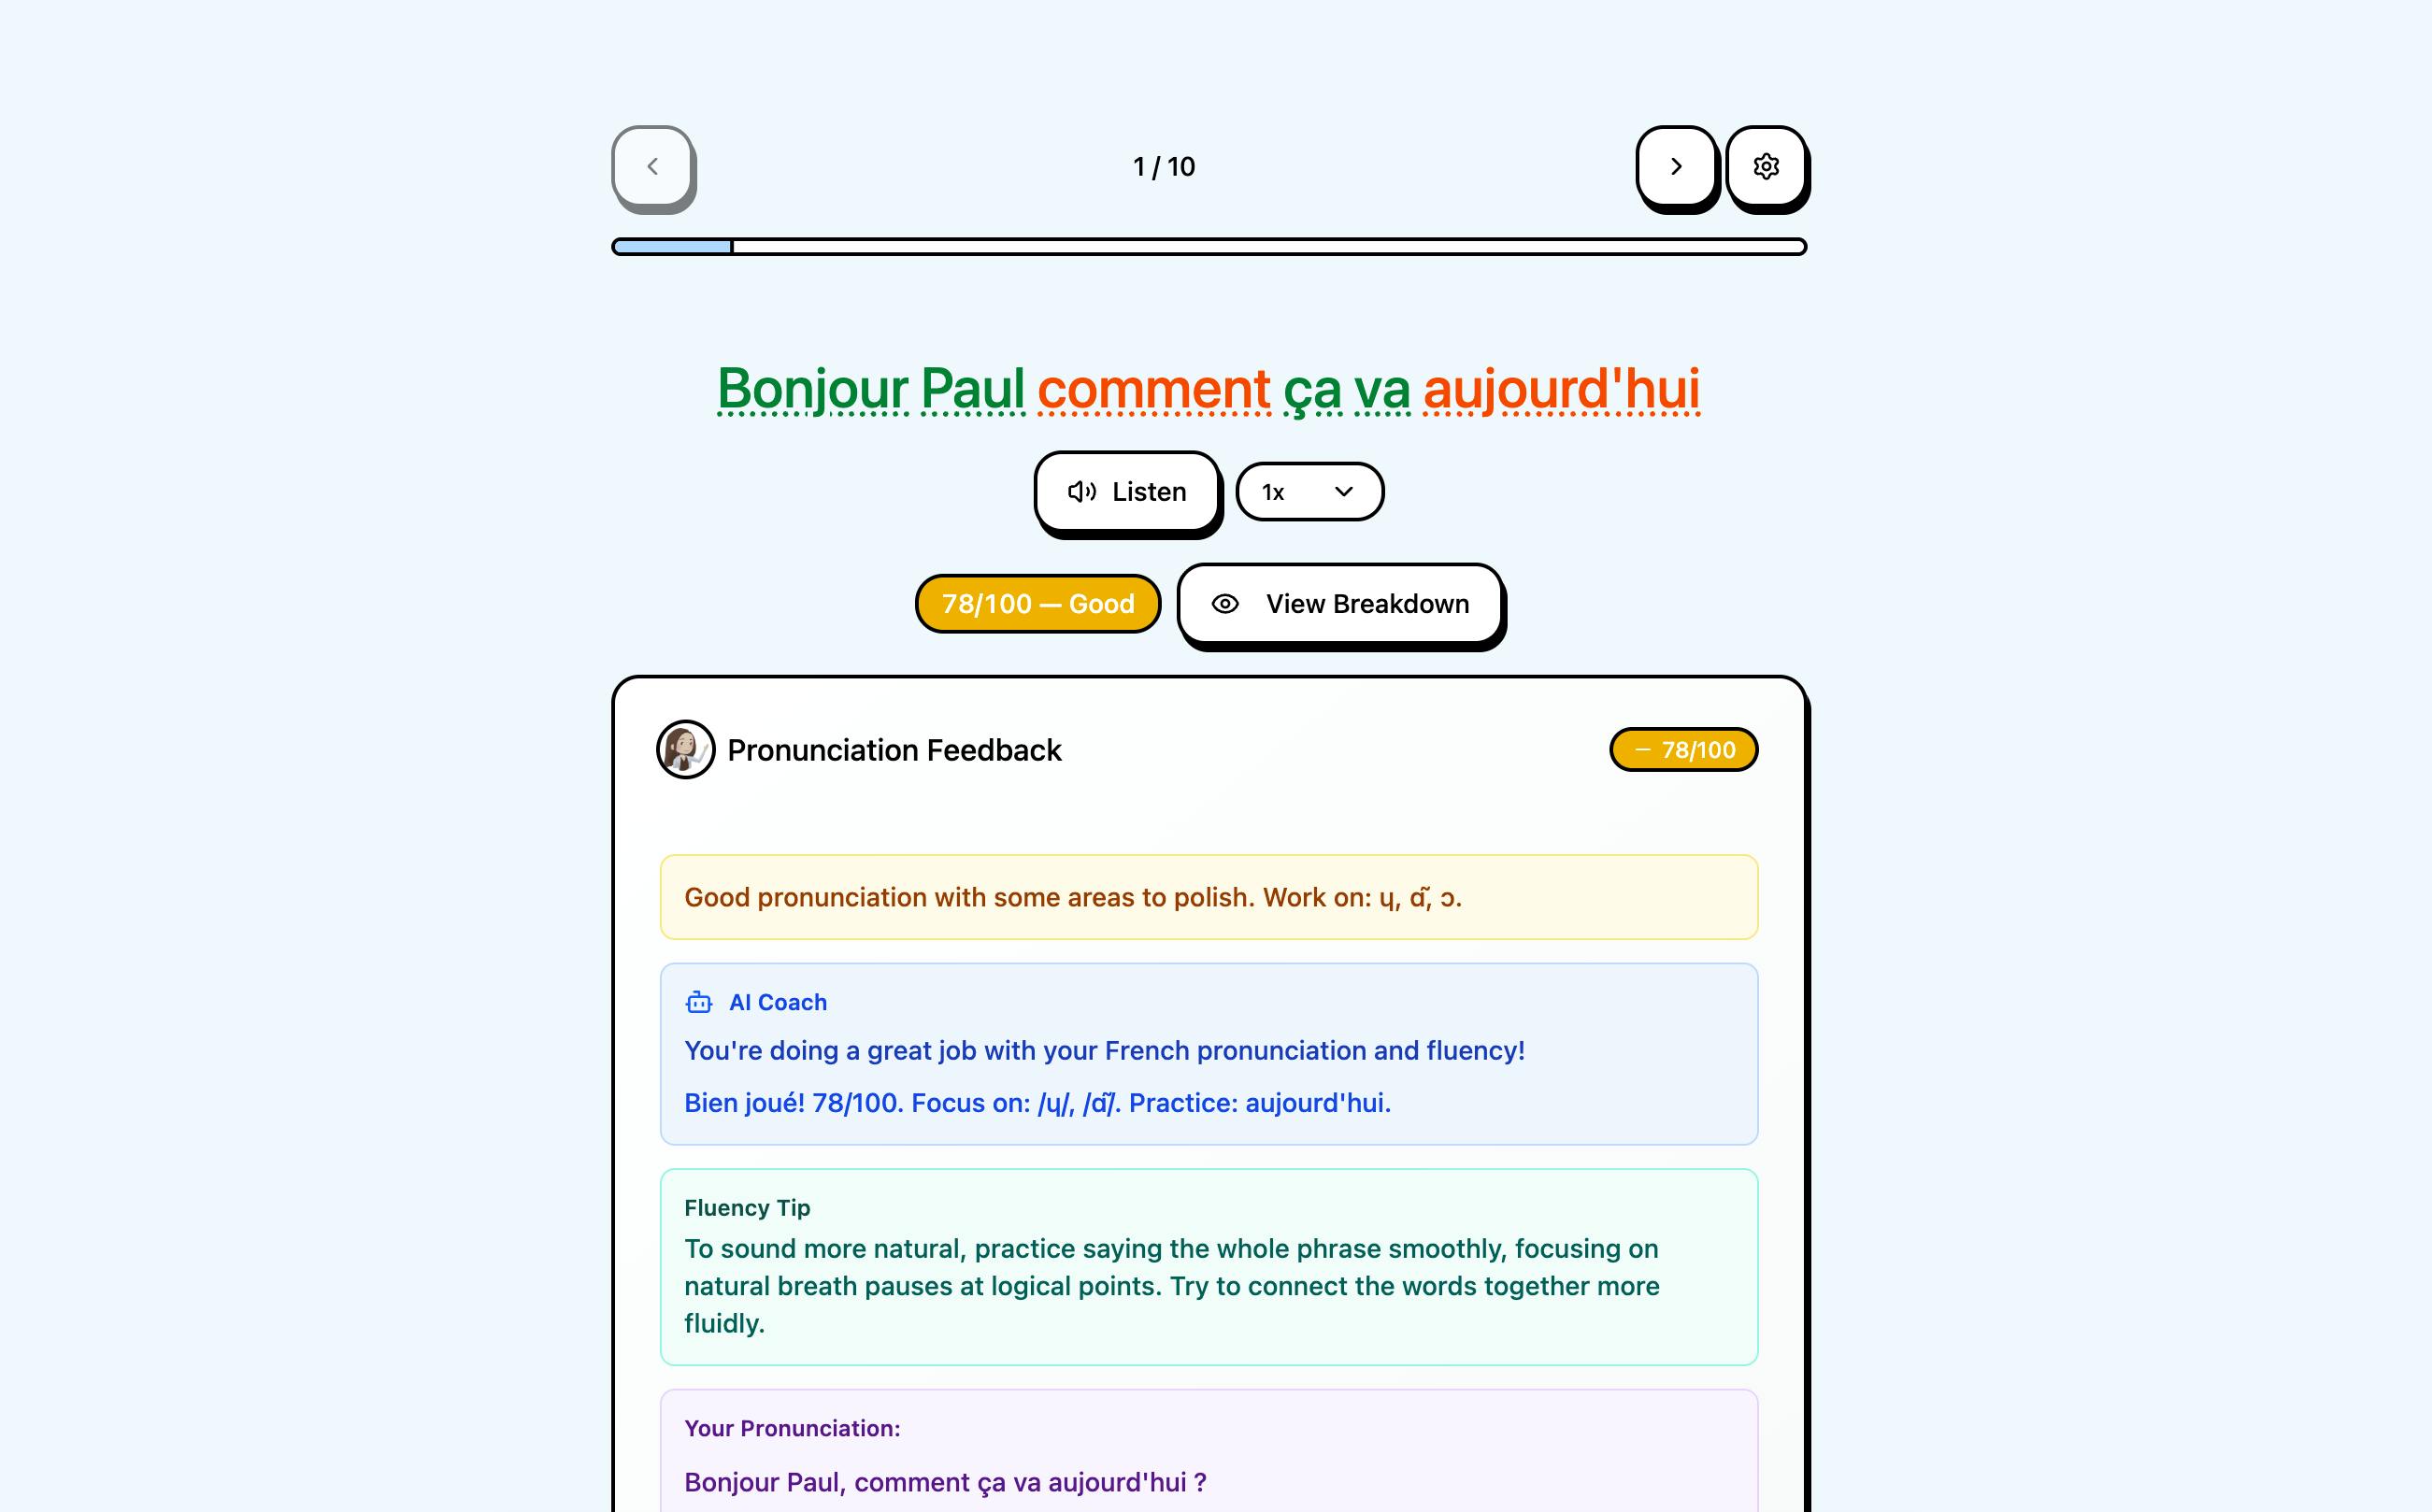 1 / 10
Bonjour Paul comment ça va aujourd'hui
Listen
1x
78/100 — Good
View Breakdown
Pronunciation Feedback
— 78/100
Good pronunciation with some areas to polish. Work on: ɥ, ɑ̃, ɔ.
AI Coach
You're doing a great job with your French pronunciation and fluency!
Bien joué! 78/100. Focus on: /ɥ/, /ɑ̃/. Practice: aujourd'hui.
Fluency Tip
To sound more natural, practice saying the whole phrase smoothly, focusing on
natural breath pauses at logical points. Try to connect the words together more
fluidly.
Your Pronunciation:
Bonjour Paul, comment ça va aujourd'hui ?